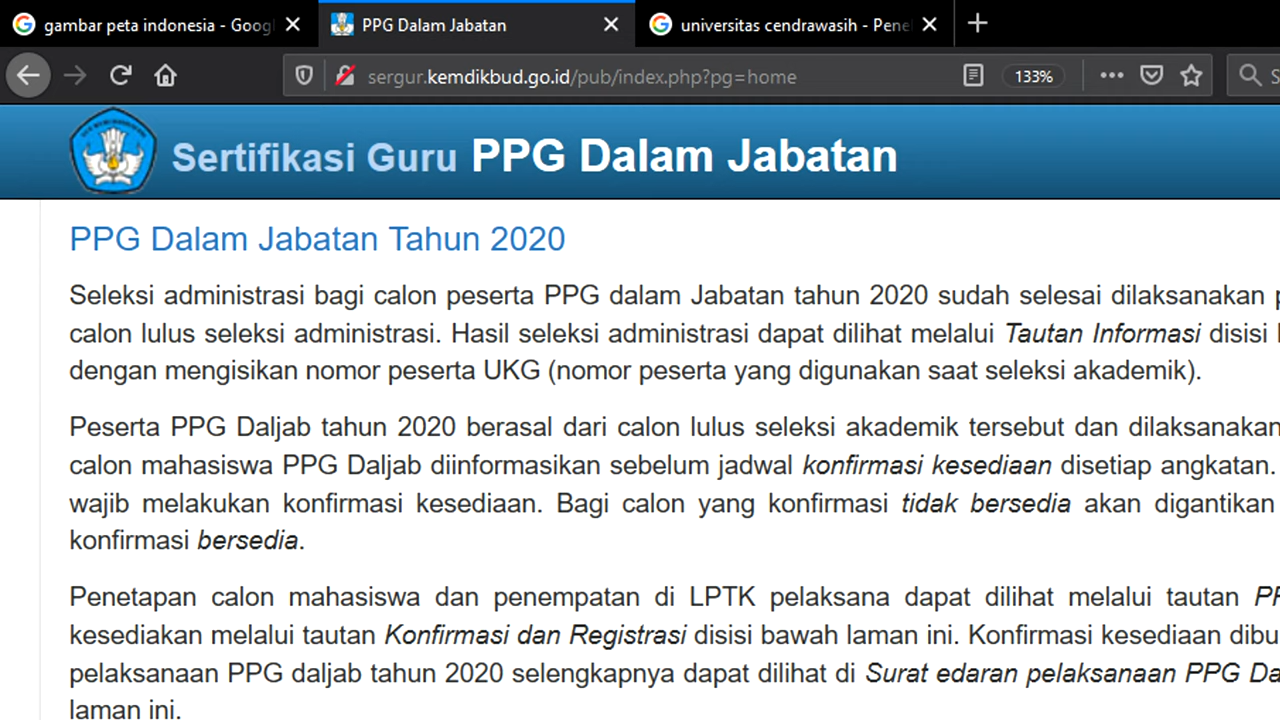 gambar peta indonesia - Goog
PPG Dalam Jabatan
universitas cendrawasih - Pene
sergur.kemdikbud.go.id/pub/index.php?pg=home
133%
S
Sertifikasi Guru PPG Dalam Jabatan
PPG Dalam Jabatan Tahun 2020
Seleksi administrasi bagi calon peserta PPG dalam Jabatan tahun 2020 sudah selesai dilaksanakan
calon lulus seleksi administrasi. Hasil seleksi administrasi dapat dilihat melalui Tautan Informasi disisi
dengan mengisikan nomor peserta UKG (nomor peserta yang digunakan saat seleksi akademik).
Peserta PPG Daljab tahun 2020 berasal dari calon lulus seleksi akademik tersebut dan dilaksanakan
calon mahasiswa PPG Daljab diinformasikan sebelum jadwal konfirmasi kesediaan disetiap angkatan.
wajib melakukan konfirmasi kesediaan. Bagi calon yang konfirmasi tidak bersedia akan digantikan
konfirmasi bersedia.
Penetapan calon mahasiswa dan penempatan di LPTK pelaksana dapat dilihat melalui tautan
kesediakan melalui tautan Konfirmasi dan Registrasi disisi bawah laman ini. Konfirmasi kesediaan dibu
pelaksanaan PPG daljab tahun 2020 selengkapnya dapat dilihat di Surat edaran pelaksanaan PPG Da
laman ini.